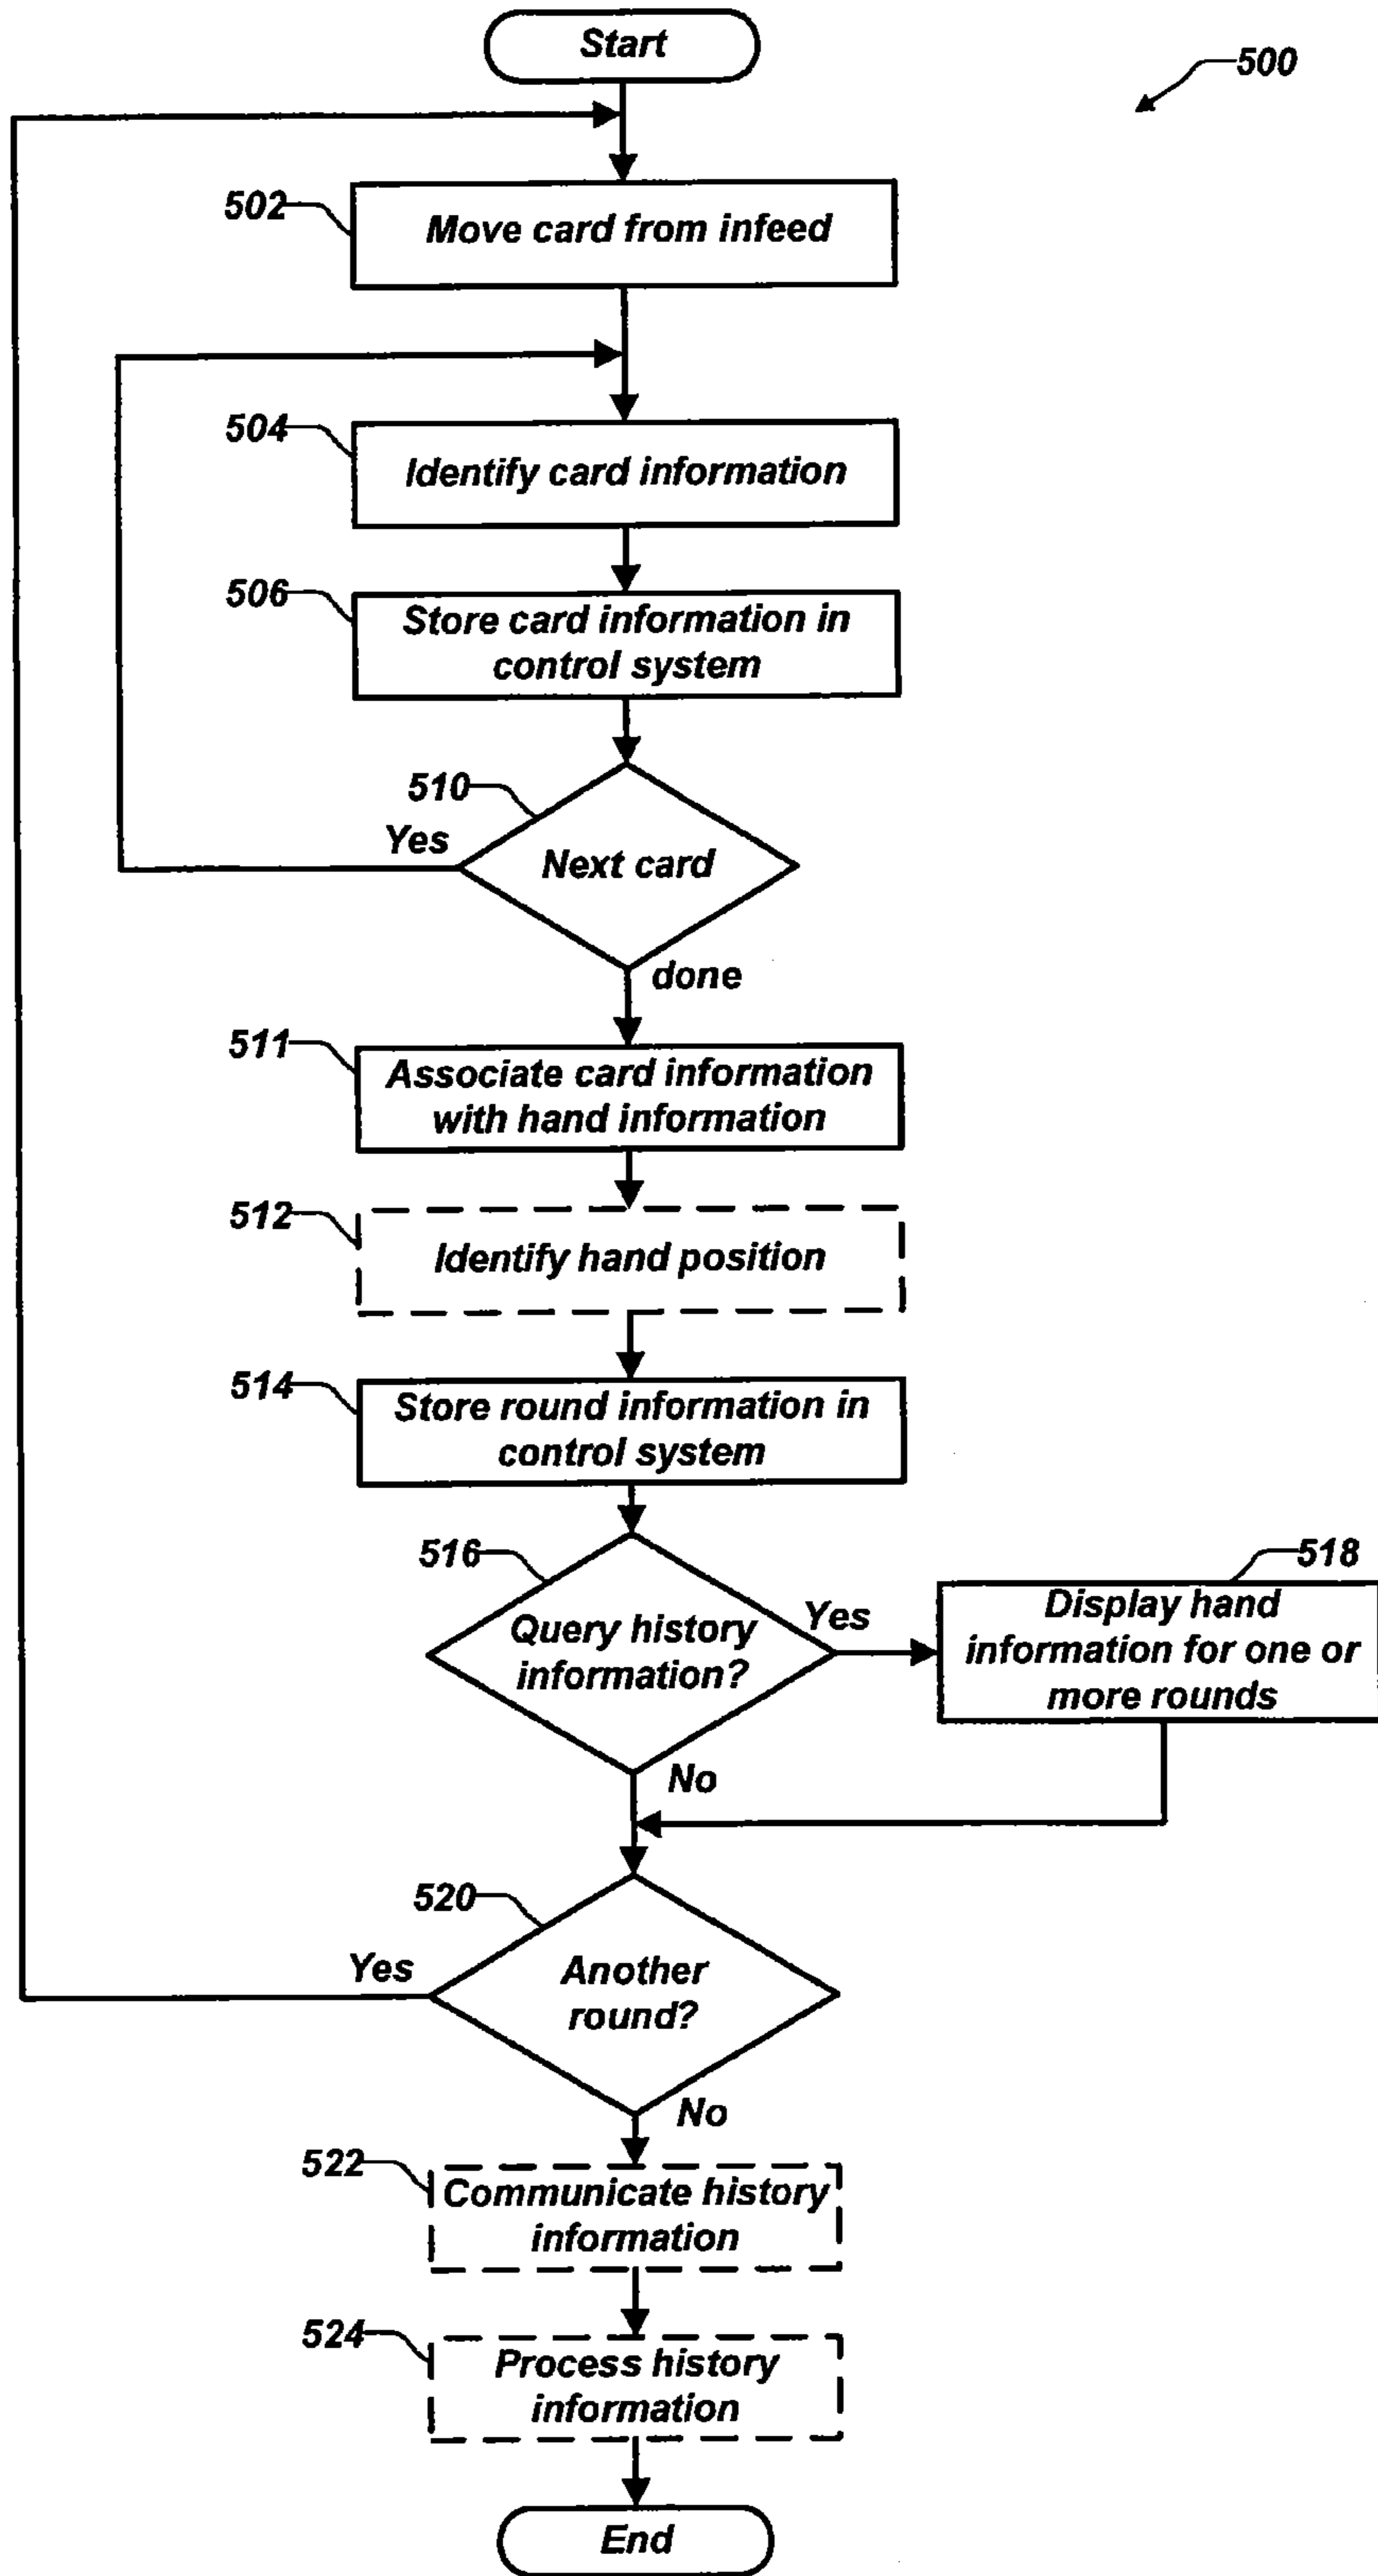 Start
500
502
Move card from infeed
504
Identify card information
506
Store card information in
control system
510
Yes
Next card
done
511
Associate card information
with hand information
512
Identify hand position
514
Store round information in
control system
516
518
Query history
information?
Yes
Display hand
information for one or
more rounds
No
520
Yes
Another
round?
No
522
Communicate history
information
524
Process history
information
End